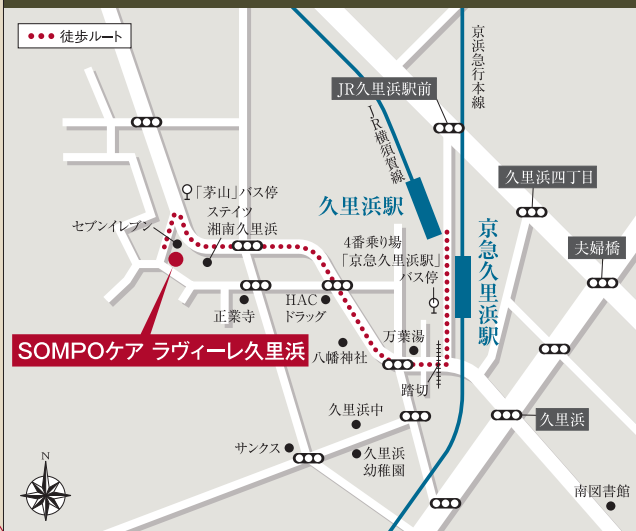 徒歩ルート
京浜急行本線
JR久里浜駅前
JR横須賀線
久里浜四丁目
「茅山」バス停
ステイツ
湘南久里浜
セブンイレブン
久里浜駅
4番乗り場
「京急久里浜駅」
バス停
京急久里浜駅
夫婦橋
正業寺
HAC
ドラッグ
万葉湯
SOMPOケア ラヴィーレ久里浜
八幡神社
踏切
久里浜中
久里浜
サンクス
久里浜
幼稚園
N
南図書館